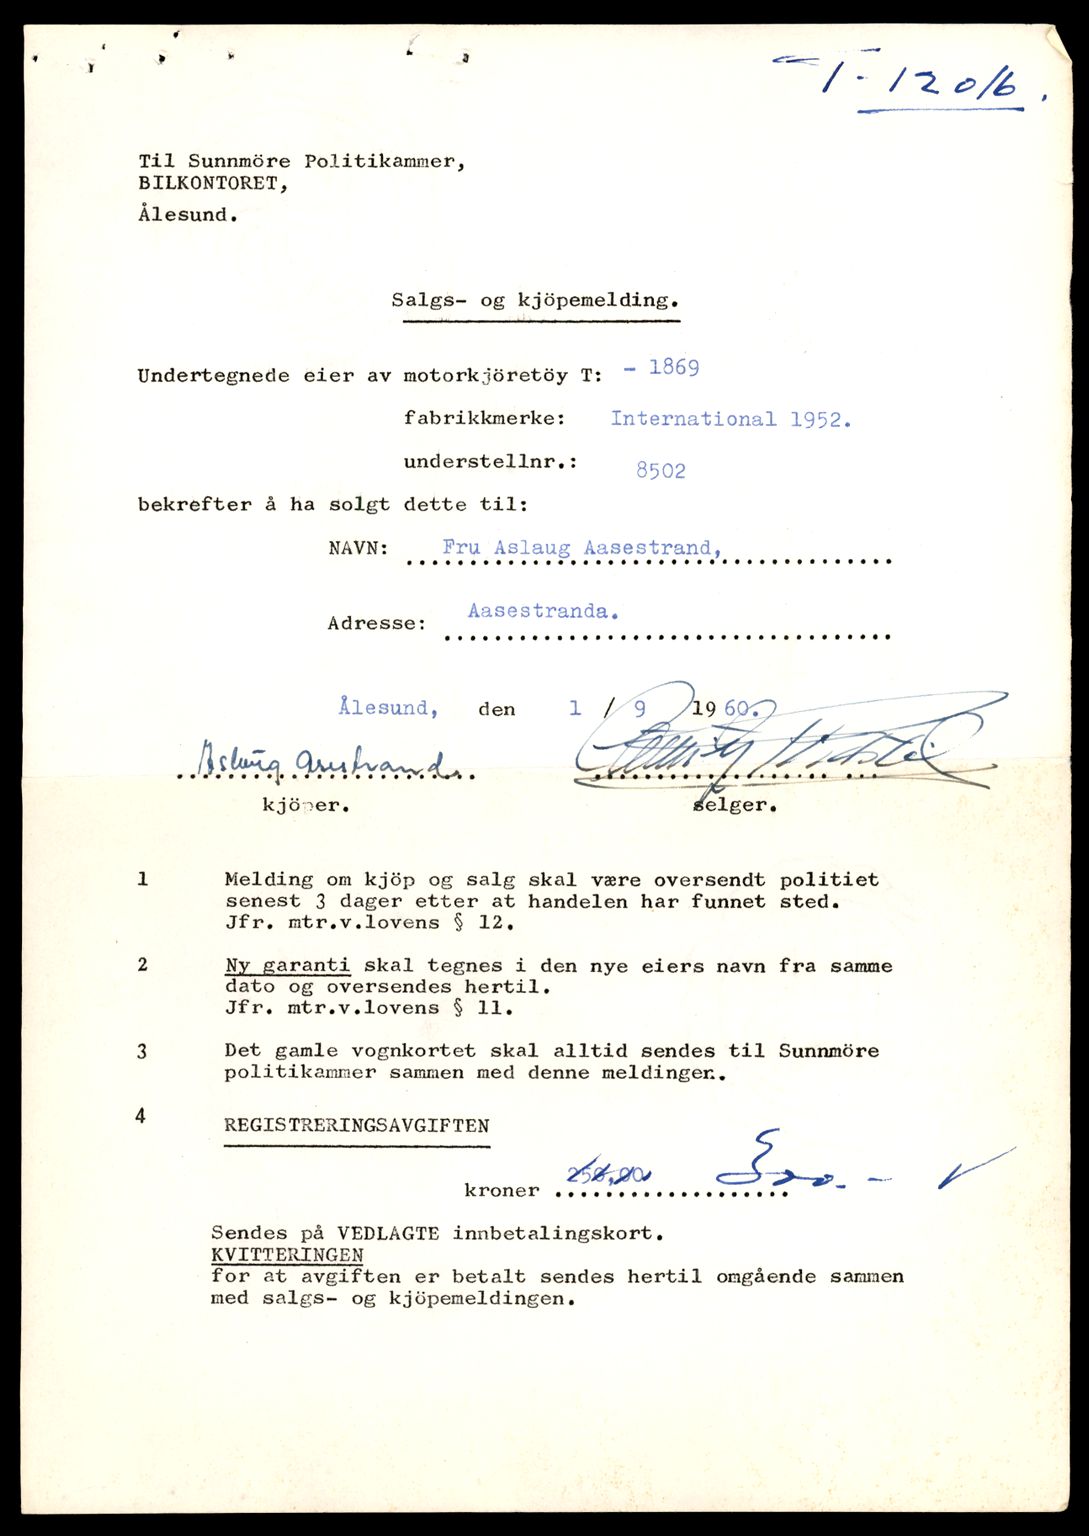 T-12016.
Til Sunnmöre Politikammer,
BILKONTORET,
Ålesund.
Salgs- og kjöpemelding.
Undertegnede eier av motorkjöretöy T: - 1869
fabrikkmerke: International 1952.
understellnr.: 8502
bekrefter å ha solgt dette til:
NAVN: Fru Aslaug Aasestrand,
Adresse: Aasestranda.
Ålesund, den 1 / 9 1960.
Aslaug Aasestrand.
kjöper. selger.
1 Melding om kjöp og salg skal være oversendt politiet
senest 3 dager etter at handelen har funnet sted.
Jfr. mtr.v.lovens § 12.
2 Ny garanti skal tegnes i den nye eiers navn fra samme
dato og oversendes hertil.
Jfr. mtr.v.lovens § 11.
3 Det gamle vognkortet skal alltid sendes til Sunnmöre
politikammer sammen med denne meldingen.
4 REGISTRERINGSAVGIFTEN
kroner 250,00
Sendes på VEDLAGTE innbetalingskort.
KVITTERINGEN
for at avgiften er betalt sendes hertil omgående sammen
med salgs- og kjöpemeldingen.